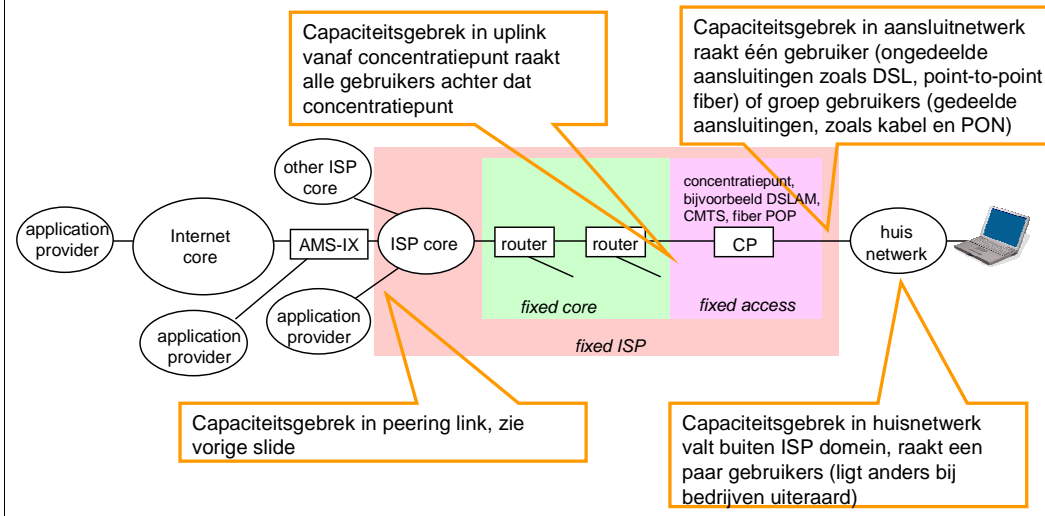 Capaciteitsgebrek in uplink
vanaf concentratiepunt raakt
alle gebruikers achter dat
concentratiepunt
Capaciteitsgebrek in aansluitnetwerk
raakt één gebruiker (ongedeelde
aansluitingen zoals DSL, point-to-point
fiber) of groep gebruikers (gedeelde
aansluitingen, zoals kabel en PON)
other ISP
core
concentratiepunt,
bijvoorbeeld DSLAM,
CMTS, fiber POP
application
provider
Internet
core
AMS-IX
ISP core
router
router
CP
huis
netwerk
application
provider
application
provider
fixed core
fixed access
fixed ISP
Capaciteitsgebrek in peering link, zie
vorige slide
Capaciteitsgebrek in huisnetwerk
valt buiten ISP domein, raakt een
paar gebruikers (ligt anders bij
bedrijven uiteraard)